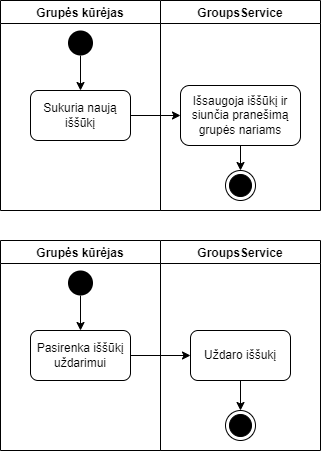 Grupės kūrėjas
GroupsService
Sukuria naują
iššūkį
Išsaugoja iššūkį ir
siunčia pranešimą
grupės nariams
Grupės kūrėjas
GroupsService
Pasirenka iššūkį
uždarimui
Uždaro iššukį